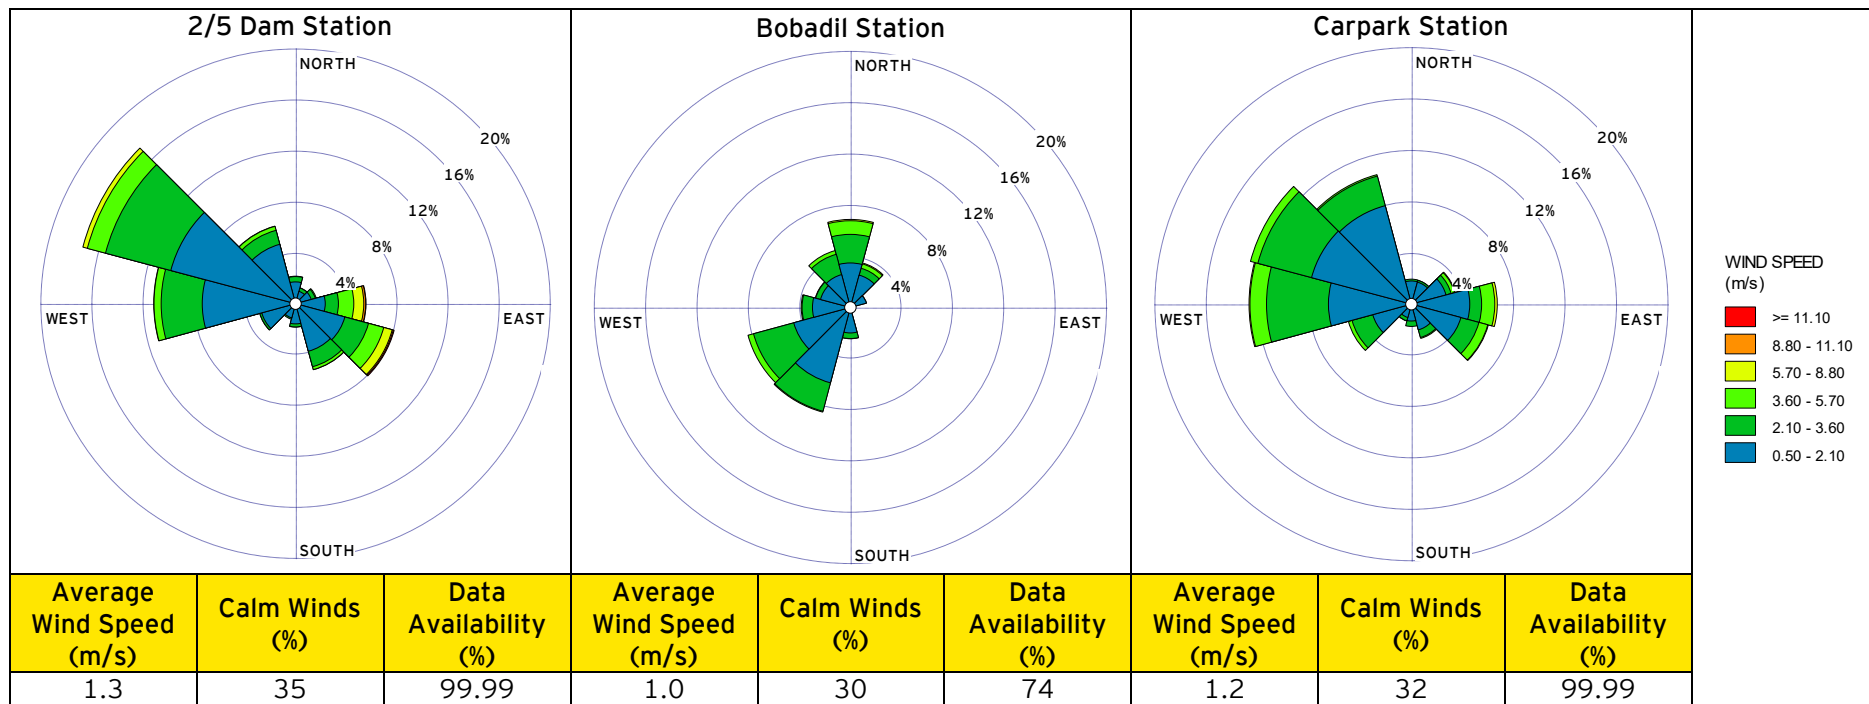 2/5 Dam Station
NORTH
20%
16%
12%
8%
4%
WEST
EAST
SOUTH
Bobadil Station
NORTH
20%
16%
12%
8%
4%
WEST
EAST
SOUTH
Carpark Station
NORTH
20%
16%
12%
8%
4%
WEST
EAST
SOUTH
WIND SPEED
(m/s)
>= 11.10
8.80 - 11.10
5.70 - 8.80
3.60 - 5.70
2.10 - 3.60
0.50 - 2.10
Average
Wind Speed
(m/s)
Calm Winds
(%)
Data
Availability
(%)
Average
Wind Speed
(m/s)
Calm Winds
(%)
Data
Availability
(%)
Average
Wind Speed
(m/s)
Calm Winds
(%)
Data
Availability
(%)
1.3
35
99.99
1.0
30
74
1.2
32
99.99